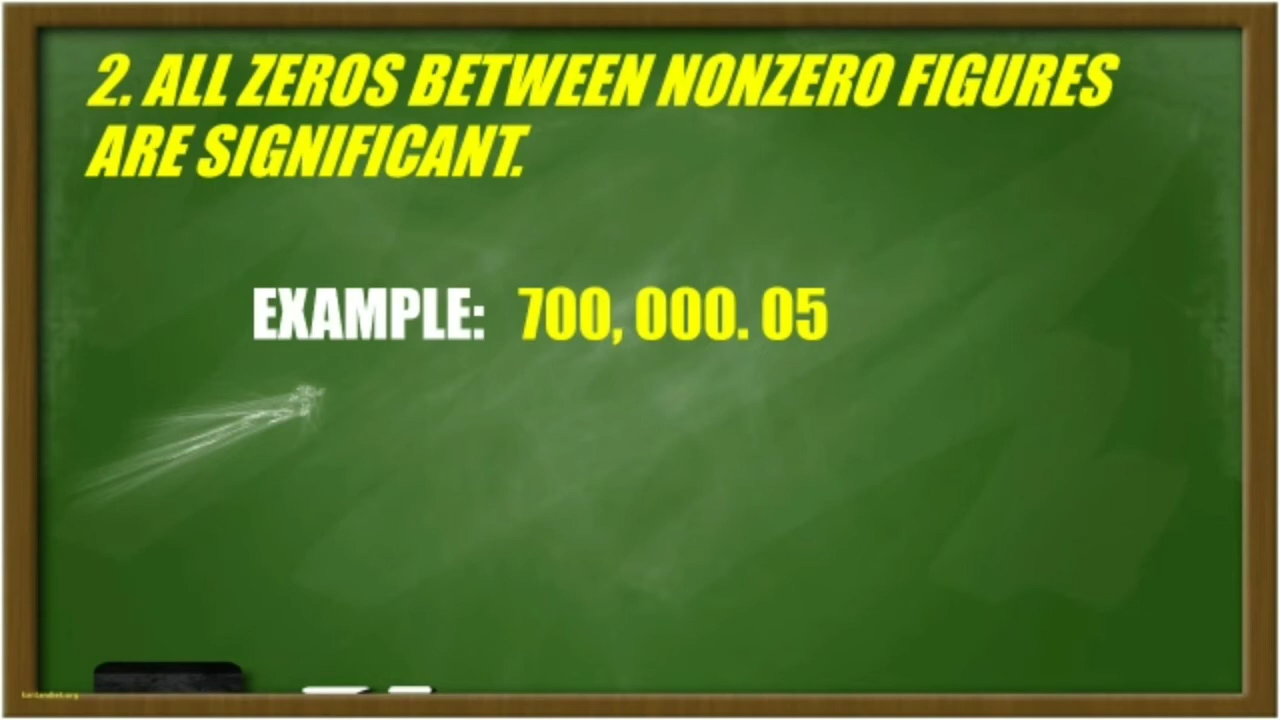 2. ALL ZEROS BETWEEN NONZERO FIGURES
ARE SIGNIFICANT.
EXAMPLE: 700, 000. 05